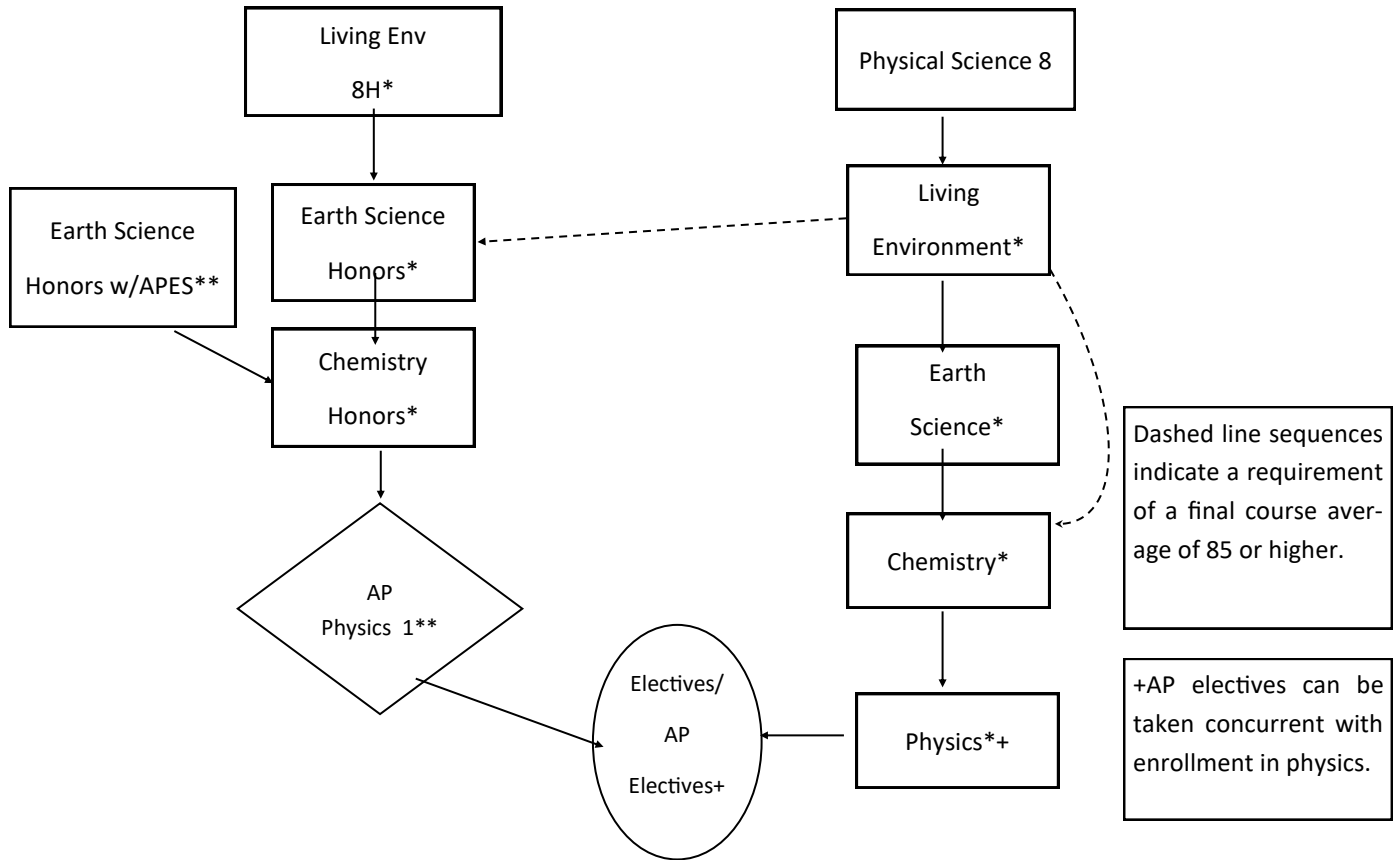 Living Env
8H*
Physical Science 8
Earth Science
Honors w/APES**
Earth Science
Honors*
Living
Environment*
Chemistry
Honors*
Earth
Science*
Dashed line sequences
indicate a requirement
of a final course aver-
age of 85 or higher.
AP
Physics 1**
Chemistry*
Electives/
AP
Electives+
Physics*+
+AP electives can be
taken concurrent with
enrollment in physics.